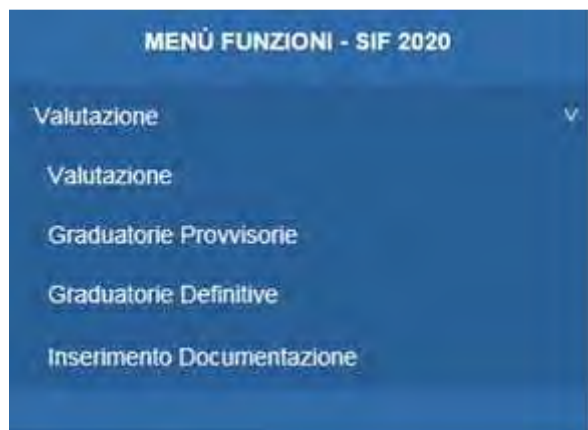 MENÙ FUNZIONI - SIF 2020
Valutazione v
Valutazione
Graduatorie Provvisorie
Graduatorie Definitive
Inserimento Documentazione